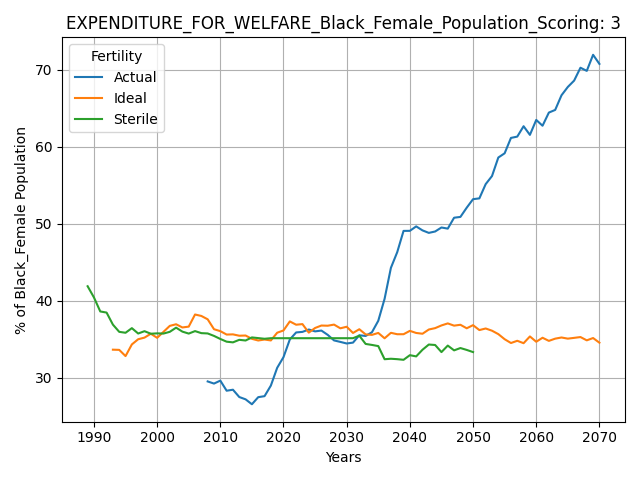 EXPENDITURE_FOR_WELFARE_Black_Female_Population_Scoring: 3
Fertility
Actual
Ideal
Sterile
% of Black_Female Population
70
60
50
40
30
1990 2000 2010 2020 2030 2040 2050 2060 2070
Years